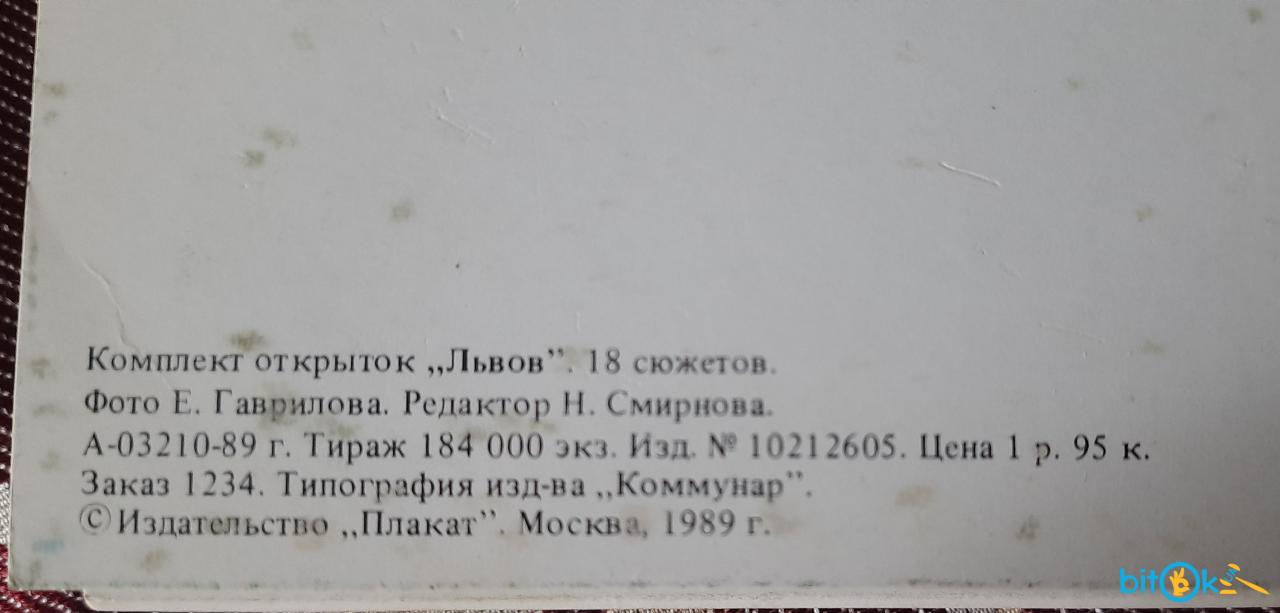 Комплект открыток „Львов”. 18 сюжетов.
Фото Е. Гаврилова. Редактор Н. Смирнова.
А-03210-89 г. Тираж 184 000 экз. Изд. № 10212605. Цена 1 р. 95 к.
Заказ 1234. Типография изд-ва „Коммунар”.
© Издательство „Плакат”. Москва, 1989 г.
bitOk